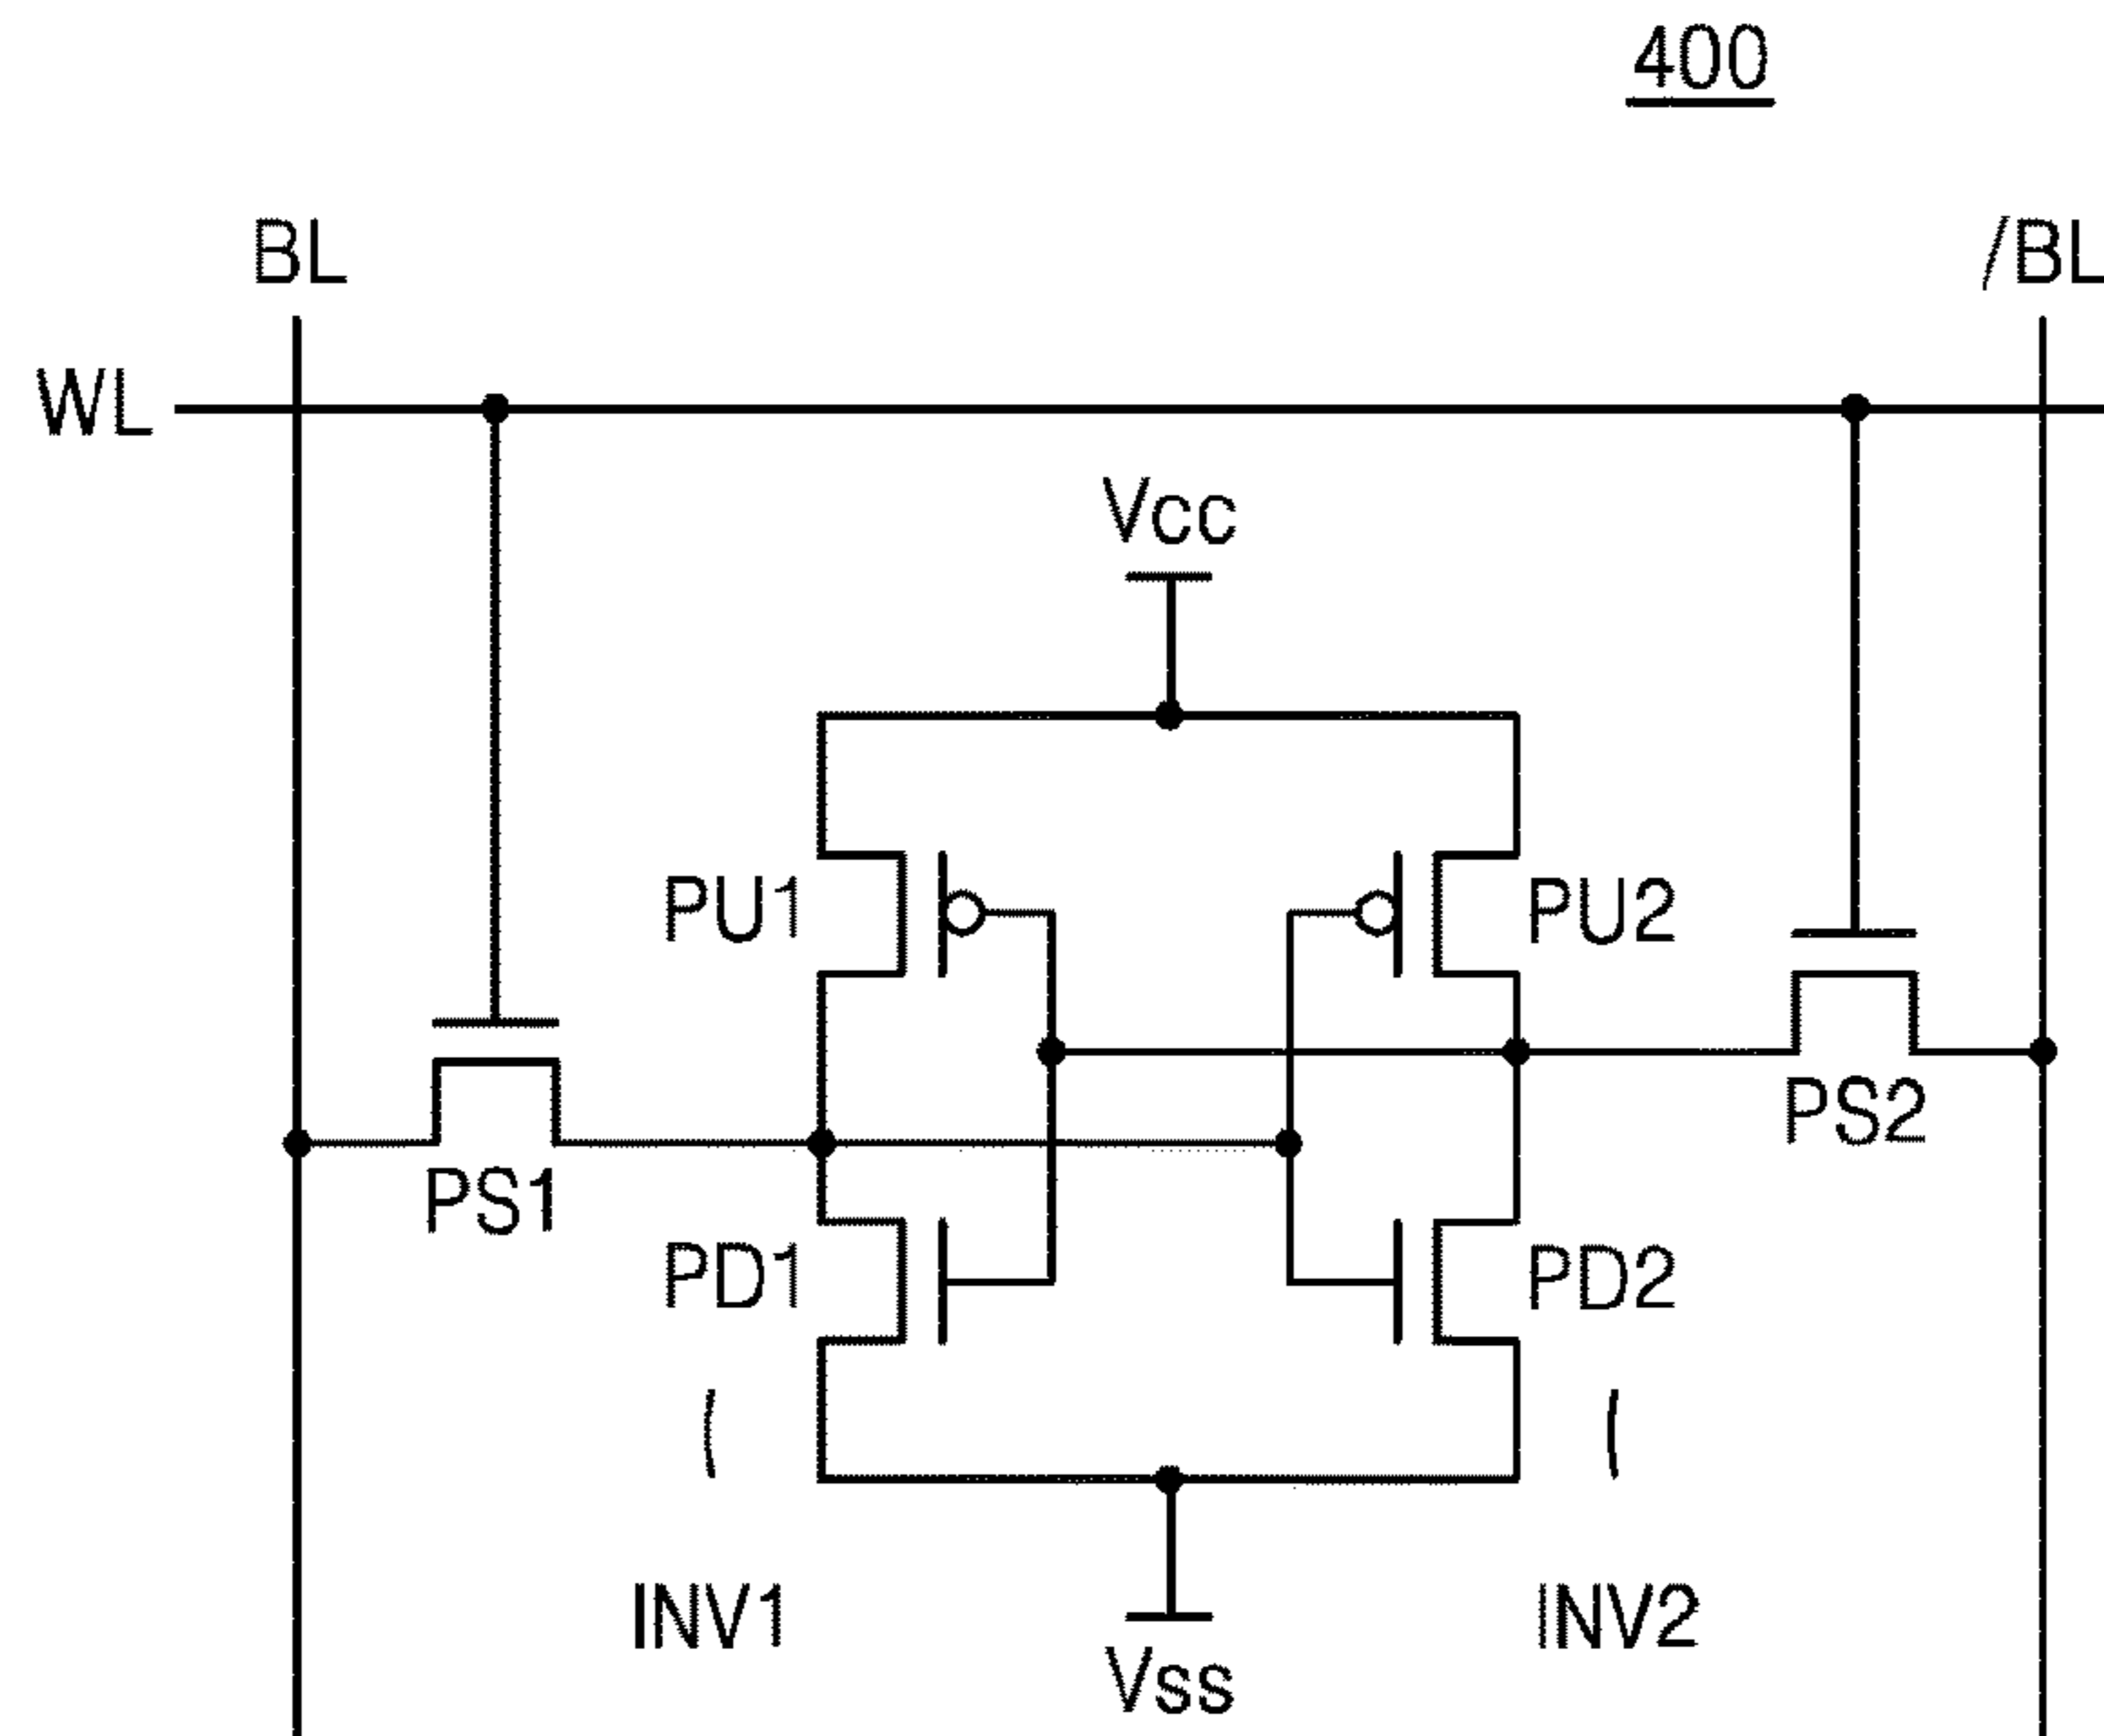 400
BL
/BL
WL
Vcc
PU1
PU2
PS2
PS1
PD1
PD2
INV1
INV2
Vss